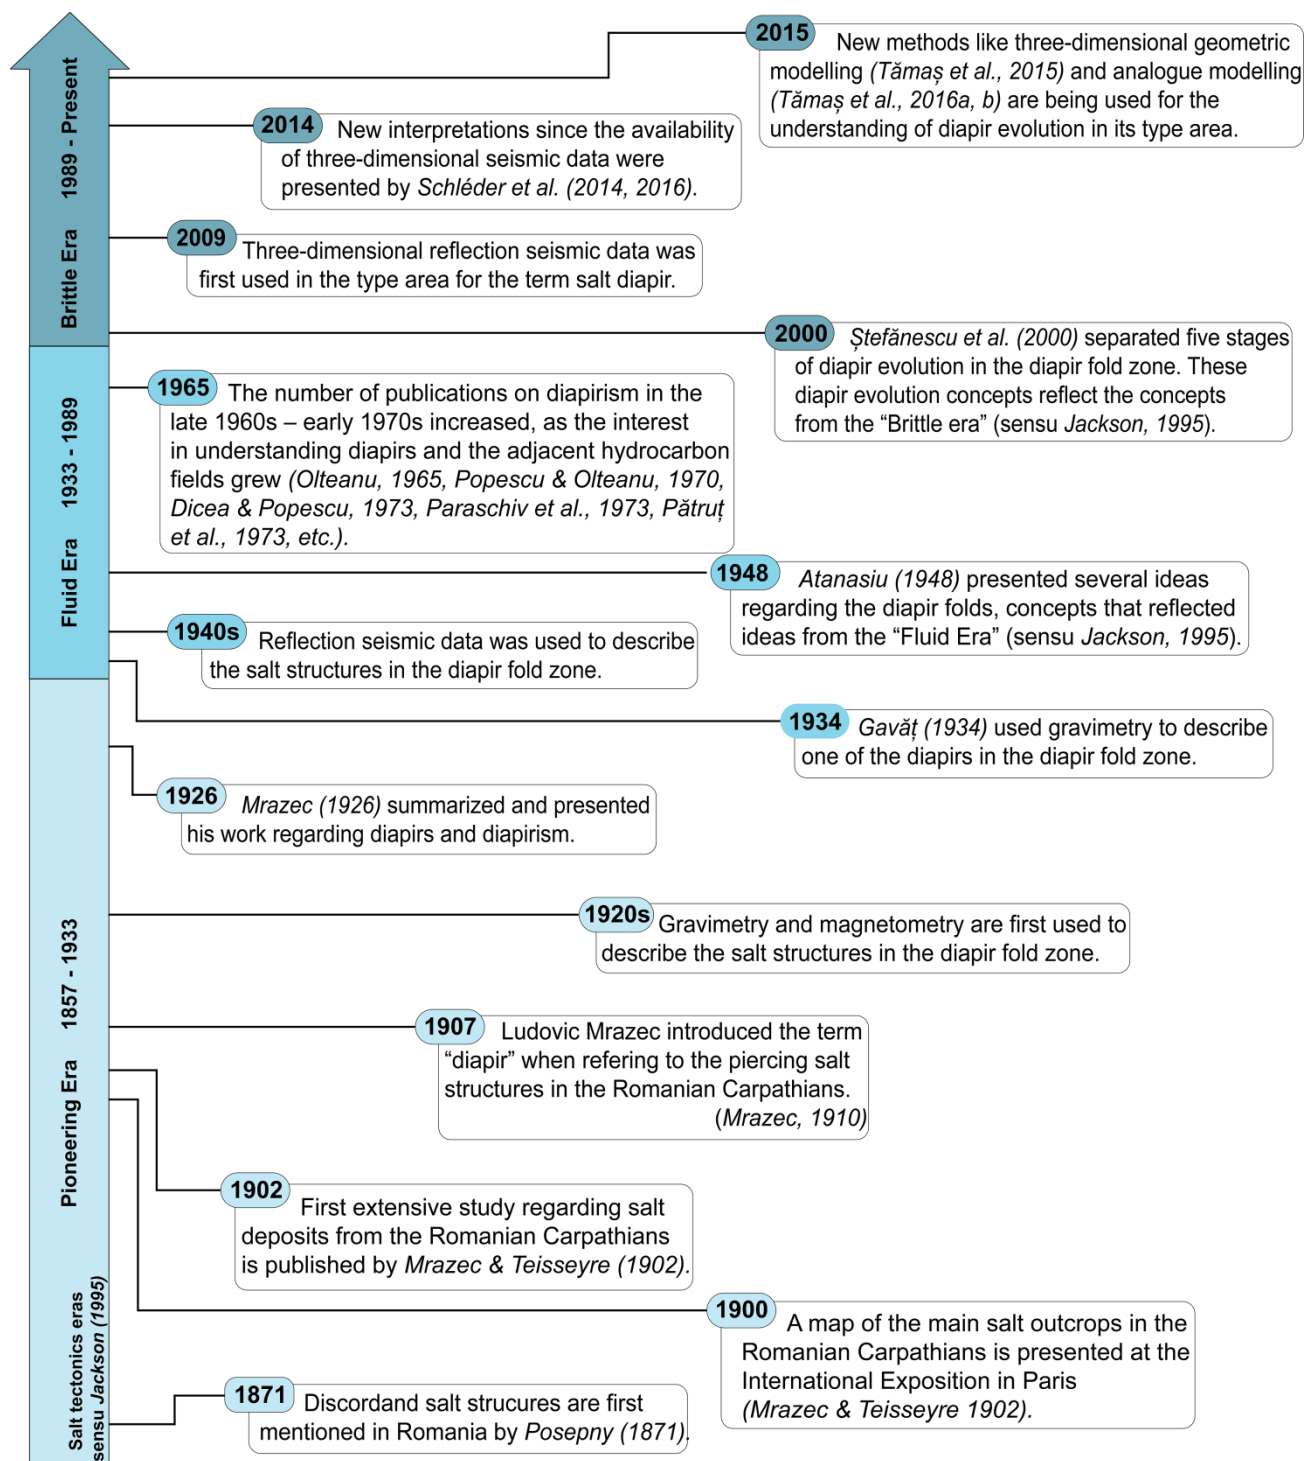 2015
New methods like three-dimensional geometric
modelling (Tămaș et al., 2015) and analogue modelling
(Tămaș et al., 2016a, b) are being used for the
understanding of diapir evolution in its type area.
2014
New interpretations since the availability
of three-dimensional seismic data were
presented by Schléder et al. (2014, 2016).
2009
Three-dimensional reflection seismic data was
first used in the type area for the term salt diapir.
2000
Ștefănescu et al. (2000) separated five stages
of diapir evolution in the diapir fold zone. These
diapir evolution concepts reflect the concepts
from the “Brittle era” (sensu Jackson, 1995).
Brittle Era 1989 - Present
1965
The number of publications on diapirism in the
late 1960s – early 1970s increased, as the interest
in understanding diapirs and the adjacent hydrocarbon
fields grew (Olteanu, 1965, Popescu & Olteanu, 1970,
Dicea & Popescu, 1973, Paraschiv et al., 1973, Pătruț
et al., 1973, etc.).
1948
Atanasiu (1948) presented several ideas
regarding the diapir folds, concepts that reflected
ideas from the “Fluid Era” (sensu Jackson, 1995).
1940s
Reflection seismic data was used to describe
the salt structures in the diapir fold zone.
1934
Gavăț (1934) used gravimetry to describe
one of the diapirs in the diapir fold zone.
Fluid Era 1933 - 1989
1926
Mrazec (1926) summarized and presented
his work regarding diapirs and diapirism.
1920s
Gravimetry and magnetometry are first used to
describe the salt structures in the diapir fold zone.
1907
Ludovic Mrazec introduced the term
“diapir” when refering to the piercing salt
structures in the Romanian Carpathians.
(Mrazec, 1910)
1902
First extensive study regarding salt
deposits from the Romanian Carpathians
is published by Mrazec & Teisseyre (1902).
1900
A map of the main salt outcrops in the
Romanian Carpathians is presented at the
International Exposition in Paris
(Mrazec & Teisseyre 1902).
1871
Discordand salt strucures are first
mentioned in Romania by Posepny (1871).
Pioneering Era 1857 - 1933
Salt tectonics eras
sensu Jackson (1995)